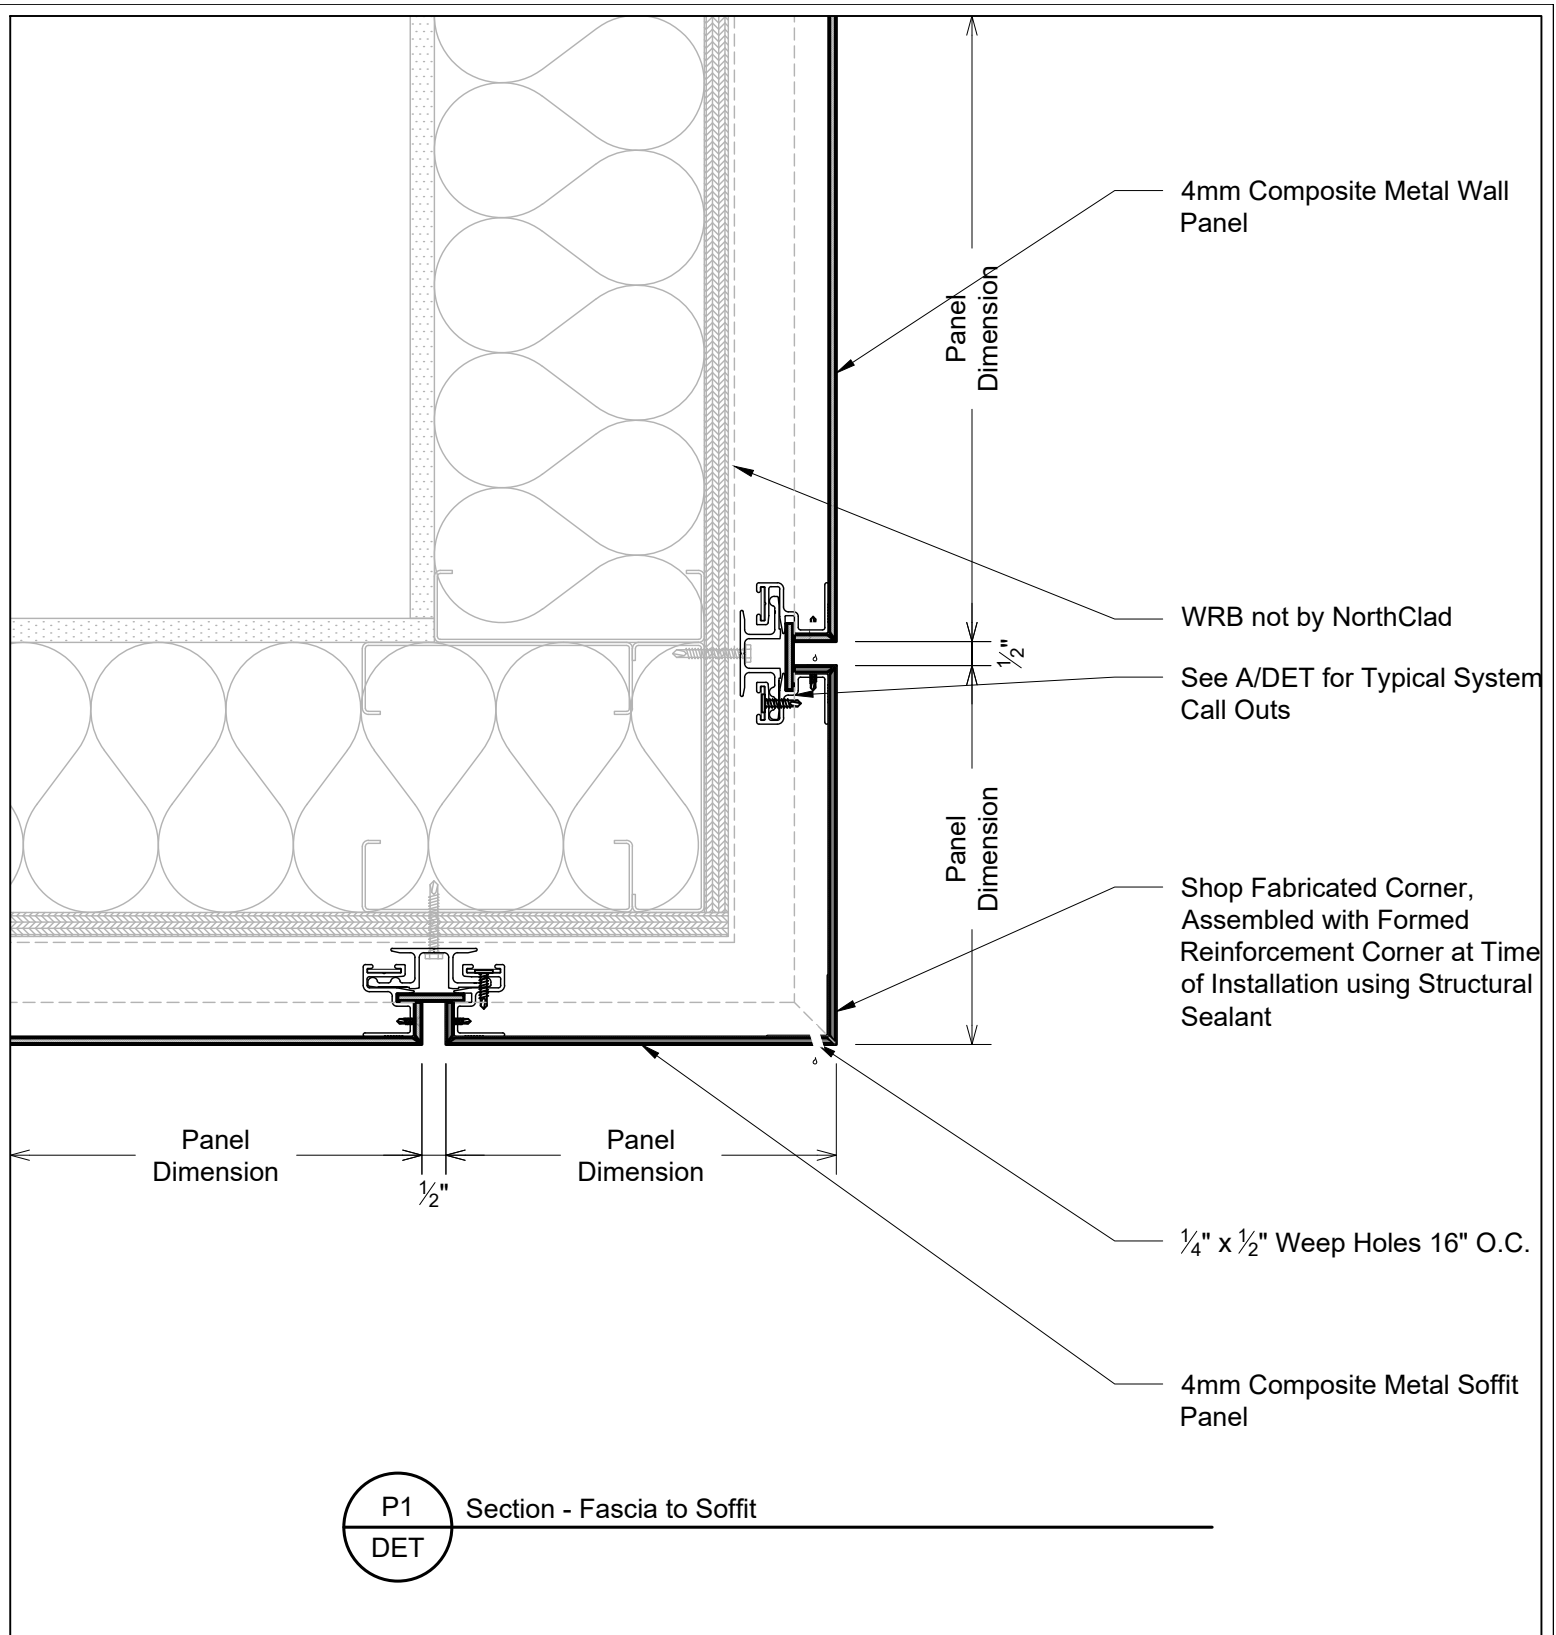 4mm Composite Metal Wall
Panel
Panel
Dimension
WRB not by NorthClad
½"
See A/DET for Typical System
Call Outs
Panel
Dimension
Shop Fabricated Corner,
Assembled with Formed
Reinforcement Corner at Time
of Installation using Structural
Sealant
Panel
Dimension
Panel
Dimension
½"
¼" x ½" Weep Holes 16" O.C.
4mm Composite Metal Soffit
Panel
P1
DET
Section - Fascia to Soffit